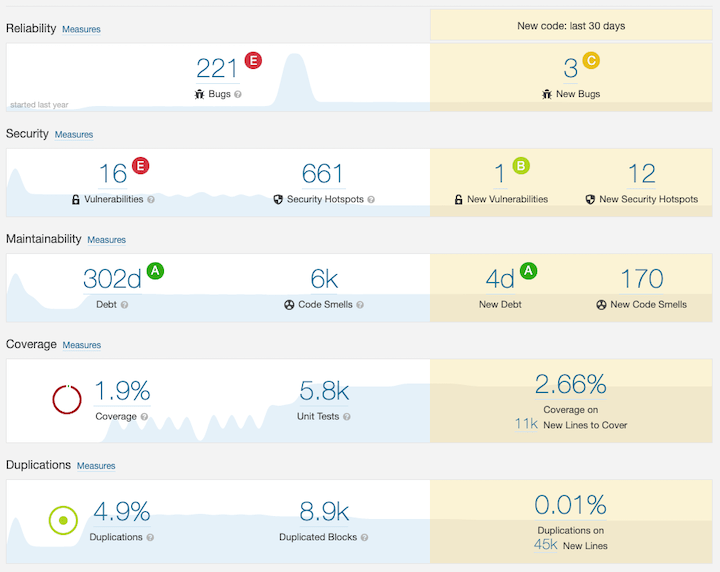 Reliability Measures
New code: last 30 days
221 E
Bugs ?
started last year
3 C
New Bugs
Security Measures
16 E
Vulnerabilities ?
661
Security Hotspots ?
1 B
New Vulnerabilities
12
New Security Hotspots
Maintainability Measures
302d A
Debt ?
6k
Code Smells ?
4d A
New Debt
170
New Code Smells
Coverage Measures
1.9%
Coverage ?
5.8k
Unit Tests ?
2.66%
Coverage on
11k New Lines to Cover
Duplications Measures
4.9%
Duplications ?
8.9k
Duplicated Blocks ?
0.01%
Duplications on
45k New Lines